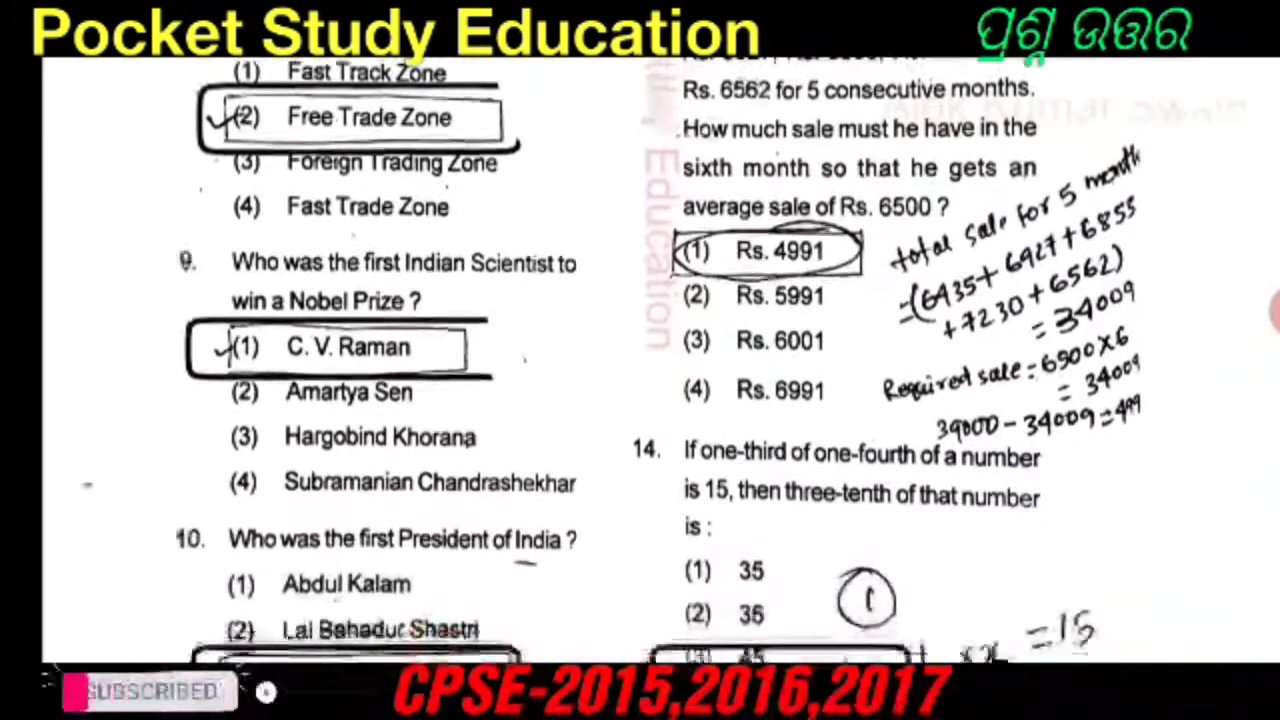 Pocket Study Education
ପ୍ରଶ୍ନ ଉତ୍ତର
(1) Fast Track Zone
(2) Free Trade Zone
(3) Foreign Trading Zone
(4) Fast Trade Zone
9. Who was the first Indian Scientist to
win a Nobel Prize ?
(1) C. V. Raman
(2) Amartya Sen
(3) Hargobind Khorana
(4) Subramanian Chandrashekhar
10. Who was the first President of India ?
(1) Abdul Kalam
(2) Lal Bahadur Shastri
Education
Rs. 6562 for 5 consecutive months.
How much sale must he have in the
sixth month so that he gets an
average sale of Rs. 6500 ?
(1) Rs. 4991
(2) Rs. 5991
(3) Rs. 6001
(4) Rs. 6991
total sale for 5 month
=(6435+6927+6855
+7230+6562)
=34009
Required sale=6500X6
=34009
39000-34009=499
14. If one-third of one-fourth of a number
is 15, then three-tenth of that number
is :
(1) 35
(2) 36
(3) 45
1
=15
SUBSCRIBED
CPSE-2015,2016,2017